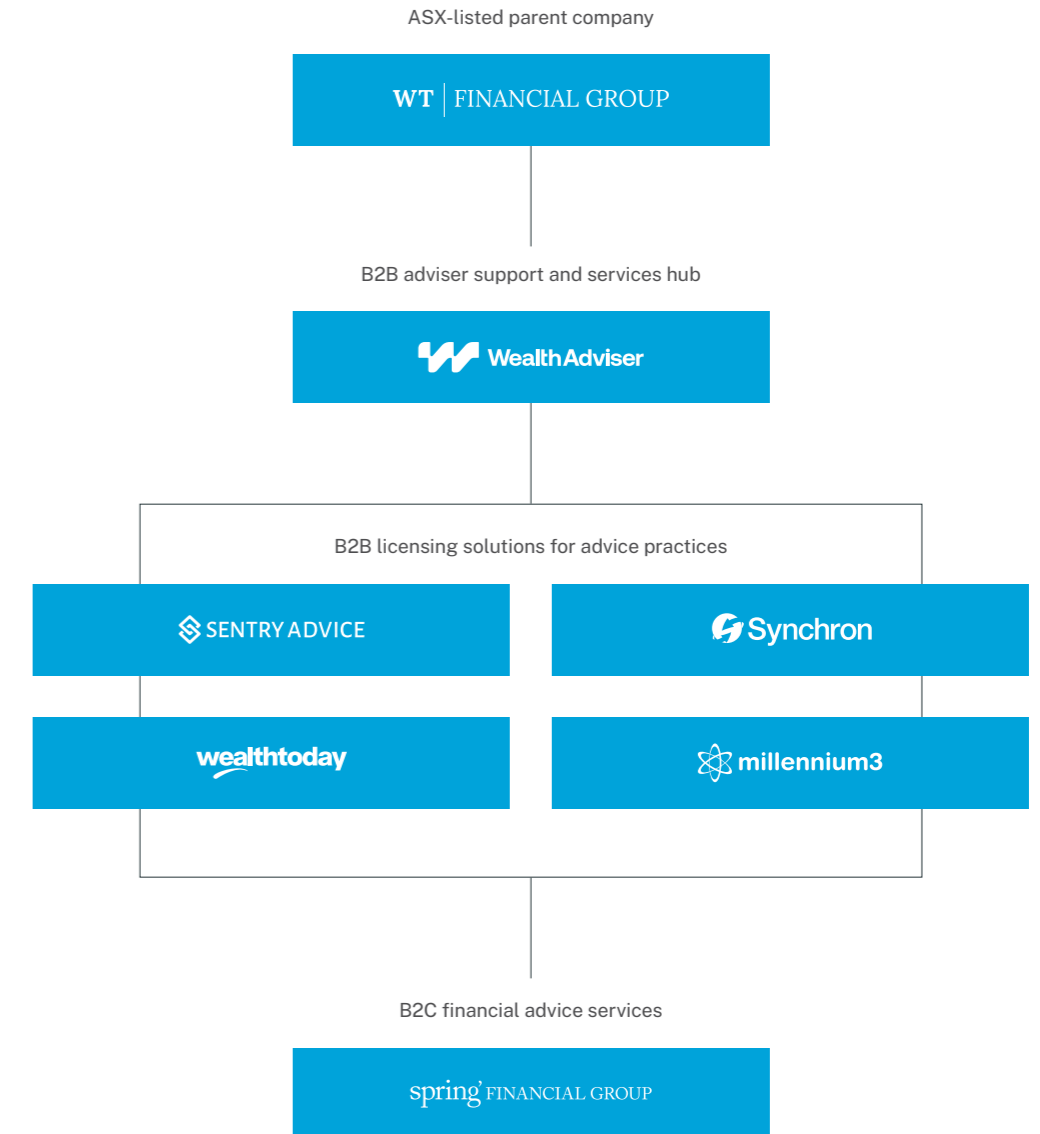 ASX-listed parent company
WT | FINANCIAL GROUP
B2B adviser support and services hub
WealthAdviser
B2B licensing solutions for advice practices
SENTRY ADVICE
Synchron
wealthtoday
millennium3
B2C financial advice services
spring' FINANCIAL GROUP